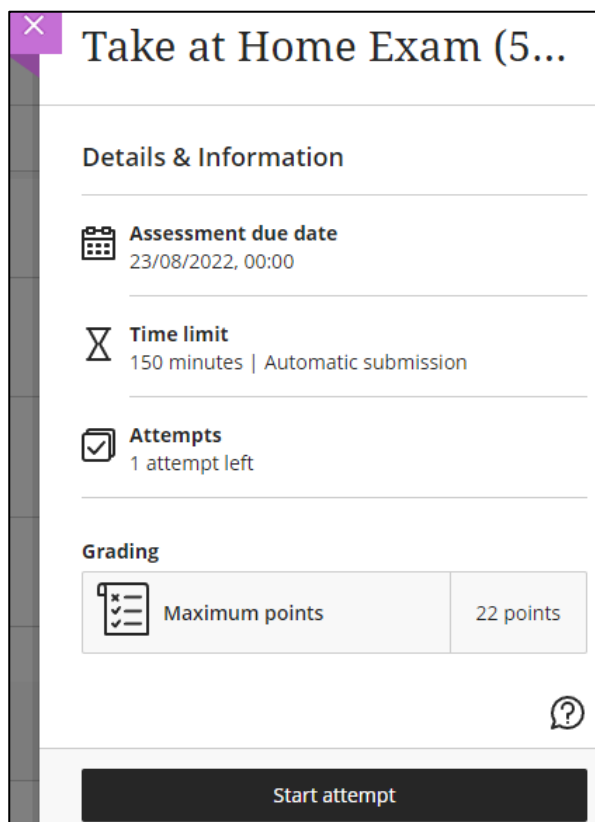 Take at Home Exam (5...
Details & Information
Assessment due date
23/08/2022, 00:00
Time limit
150 minutes | Automatic submission
Attempts
1 attempt left
Grading
Maximum points
22 points
Start attempt